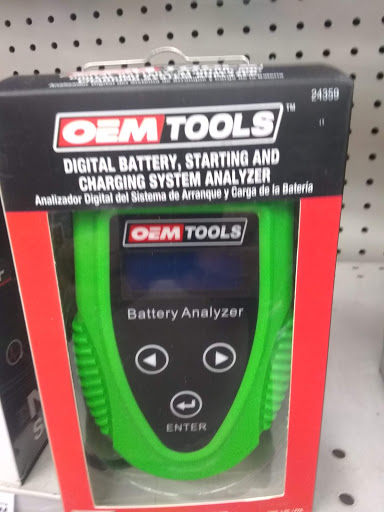 24359
OEM TOOLS™
DIGITAL BATTERY, STARTING AND
CHARGING SYSTEM ANALYZER
Analizador Digital del Sistema de Arranque y Carga de la Batería
OEM TOOLS
Battery Analyzer
ENTER